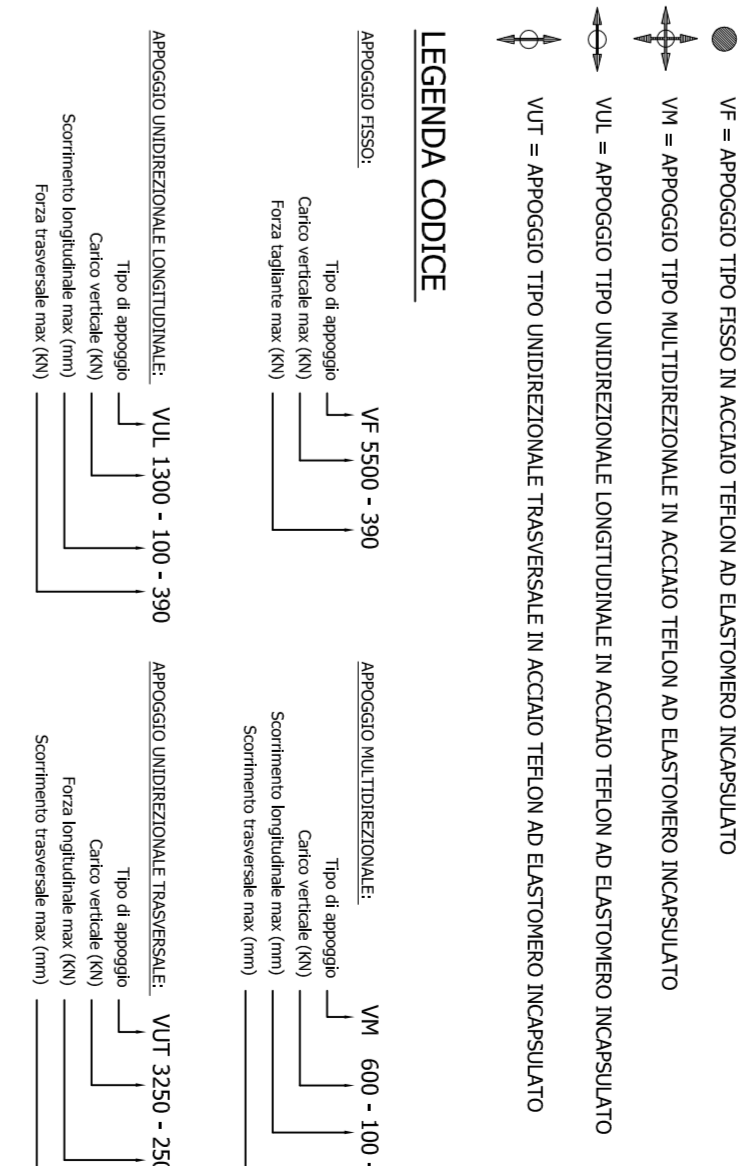 VF = APPOGGIO TIPO FISSO IN ACCIAIO TEFLON AD ELASTOMERO INCAPSULATO
VM = APPOGGIO TIPO MULTIDIREZIONALE IN ACCIAIO TEFLON AD ELASTOMERO INCAPSULATO
VUL = APPOGGIO TIPO UNIDIREZIONALE LONGITUDINALE IN ACCIAIO TEFLON AD ELASTOMERO INCAPSULATO
VUT = APPOGGIO TIPO UNIDIREZIONALE TRASVERSALE IN ACCIAIO TEFLON AD ELASTOMERO INCAPSULATO
LEGENDA CODICE
APPOGGIO FISSO:
VF 5500 - 390
Tipo di appoggio
Carico verticale max (KN)
Forza tagliante max (KN)
APPOGGIO MULTIDIREZIONALE:
VM 600 - 100 -
Tipo di appoggio
Carico verticale (KN)
Scorrimento longitudinale max (mm)
Scorrimento trasversale max (mm)
APPOGGIO UNIDIREZIONALE LONGITUDINALE:
VUL 1300 - 100 - 390
Tipo di appoggio
Carico verticale (KN)
Scorrimento longitudinale max (mm)
Forza trasversale max (KN)
APPOGGIO UNIDIREZIONALE TRASVERSALE:
VUT 3250 - 250
Tipo di appoggio
Carico verticale (KN)
Forza longitudinale max (KN)
Scorrimento trasversale max (mm)